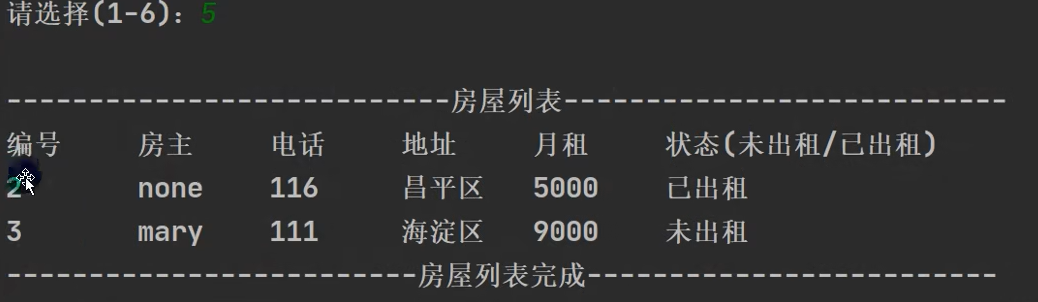 请选择(1-6): 5
---------------------------房屋列表---------------------------
编号 房主 电话 地址 月租 状态(未出租/已出租)
2 none 116 昌平区 5000 已出租
3 mary 111 海淀区 9000 未出租
-------------------------房屋列表完成-------------------------